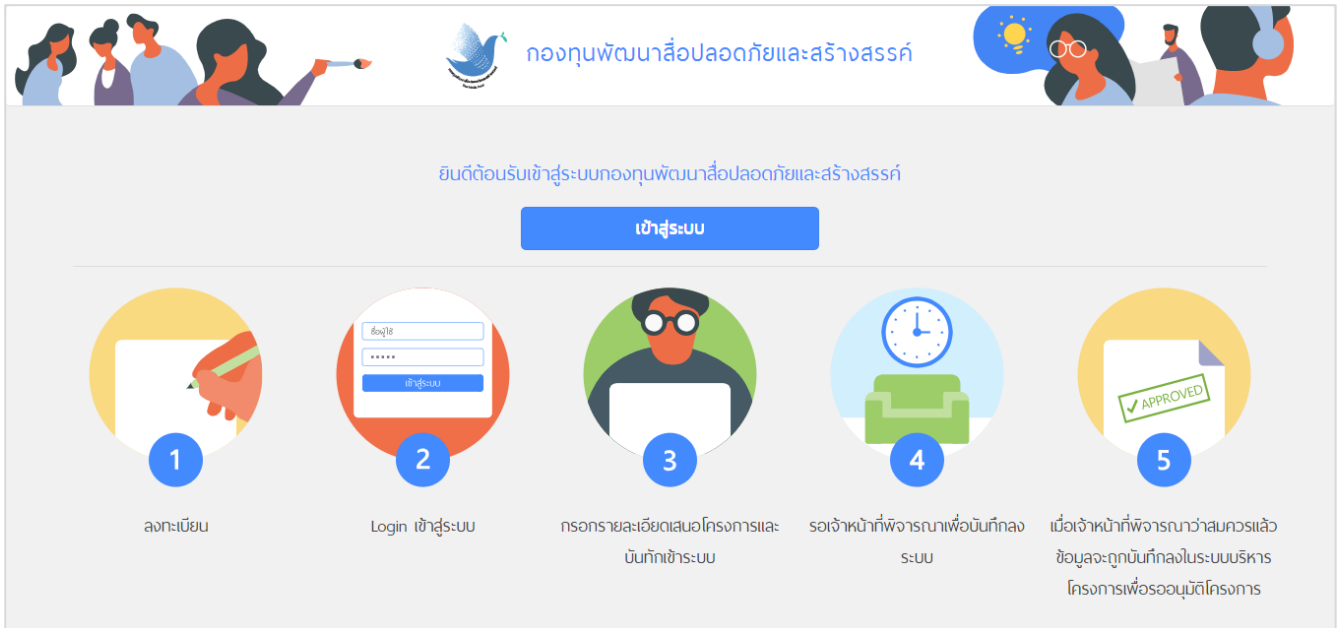 กองทุนพัฒนาสื่อปลอดภัยและสร้างสรรค์
ยินดีต้อนรับเข้าสู่ระบบกองทุนพัฒนาสื่อปลอดภัยและสร้างสรรค์
เข้าสู่ระบบ
ชื่อผู้ใช้
เข้าสู่ระบบ
APPROVED
1
2
3
4
5
ลงทะเบียน
Login เข้าสู่ระบบ
กรอกรายละเอียดเสนอโครงการและ
บันทึกเข้าระบบ
รอเจ้าหน้าที่พิจารณาเพื่อบันทึกลง
ระบบ
เมื่อเจ้าหน้าที่พิจารณาว่าสมควรแล้ว
ข้อมูลจะถูกบันทึกลงในระบบบริหาร
โครงการเพื่อรออนุมัติโครงการ